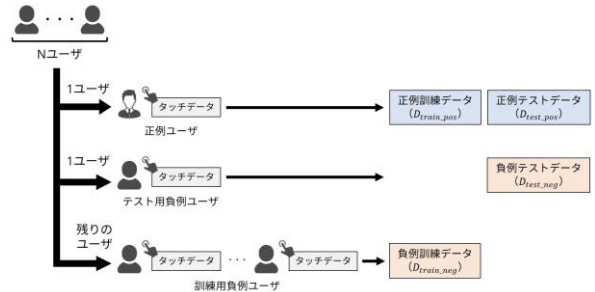 ・・・
Nユーザ
1ユーザ
タッチデータ
正例ユーザ
正例訓練データ
（D_train_pos）
正例テストデータ
（D_test_pos）
1ユーザ
タッチデータ
テスト用負例ユーザ
負例テストデータ
（D_test_neg）
残りの
ユーザ
タッチデータ
・・・
タッチデータ
訓練用負例ユーザ
負例訓練データ
（D_train_neg）